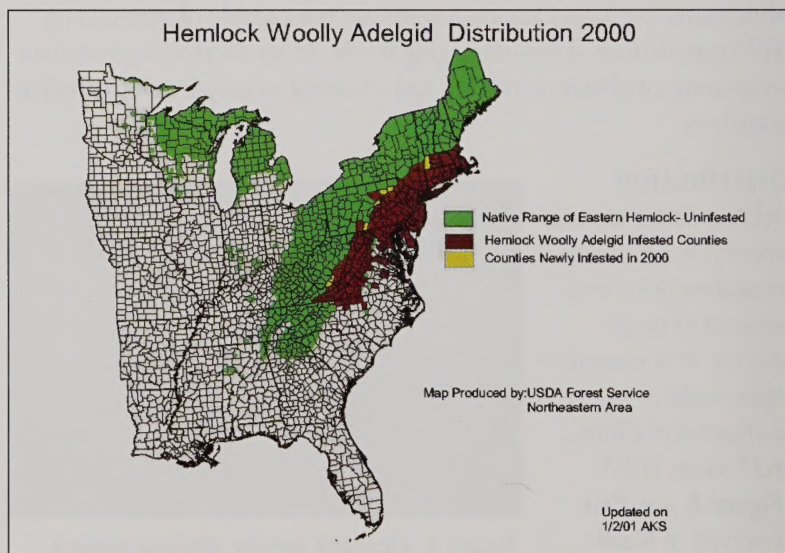 Hemlock Woolly Adelgid Distribution 2000
Native Range of Eastern Hemlock- Uninfested
Hemlock Woolly Adelgid Infested Counties
Counties Newly Infested in 2000
Map Produced by:USDA Forest Service
Northeastern Area
Updated on
1/2/01 AKS